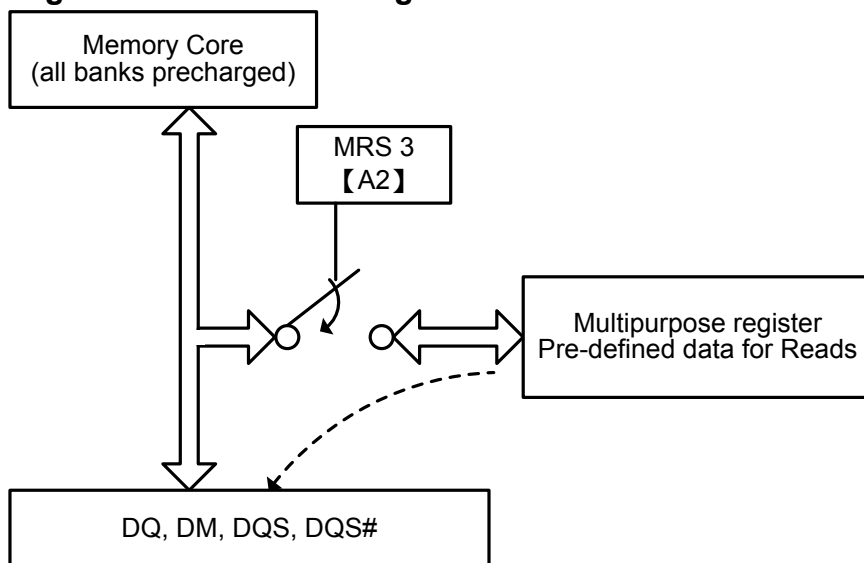 Memory Core
(all banks precharged)
MRS 3
【A2】
Multipurpose register
Pre-defined data for Reads
DQ, DM, DQS, DQS#